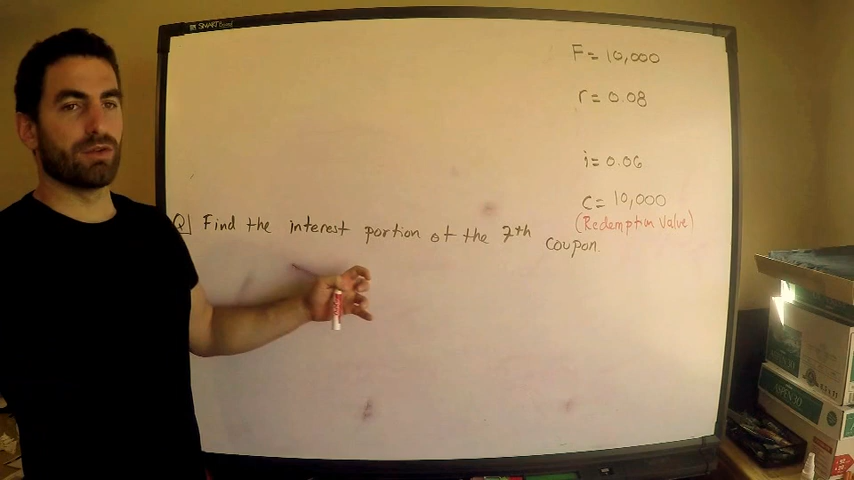 SMART Board
F = 10,000
r = 0.08
i = 0.06
C = 10,000
(Redemption Value)
Q] Find the interest portion of the 7th coupon.